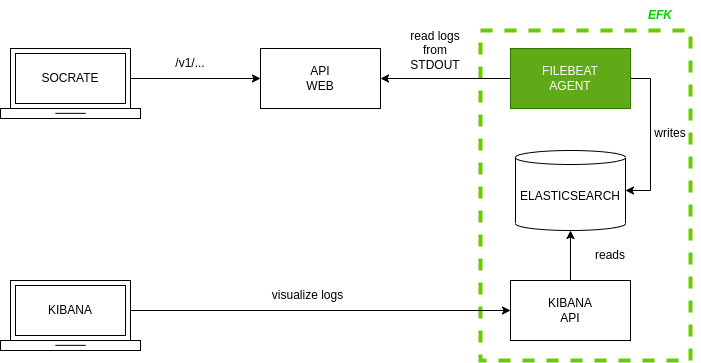 EFK
read logs
from
STDOUT
SOCRATE
/v1/...
API
WEB
FILEBEAT
AGENT
writes
ELASTICSEARCH
reads
KIBANA
visualize logs
KIBANA
API